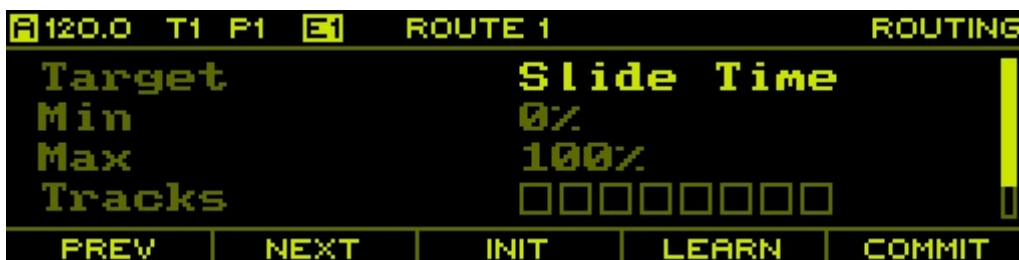 A 120.0 T1 P1 E1 ROUTE 1 ROUTING
Target Slide Time
Min 0%
Max 100%
Tracks
PREV NEXT INIT LEARN COMMIT